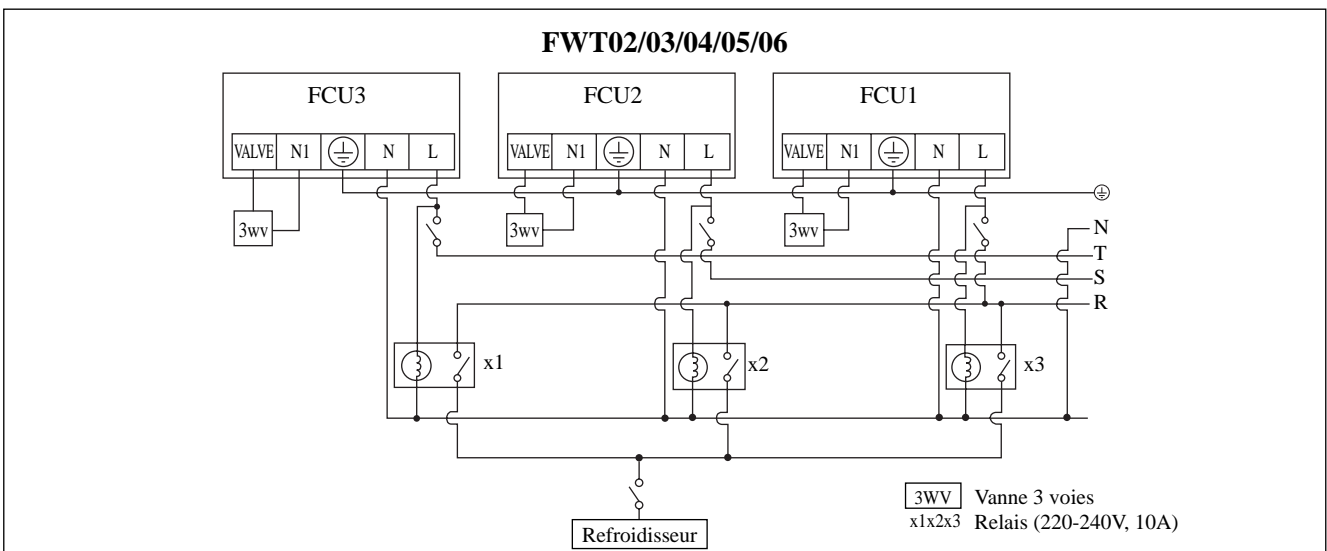 FWT02/03/04/05/06
FCU3 FCU2 FCU1
VALVE N1 N L VALVE N1 N L VALVE N1 N L
3wv 3wv 3wv
N
T
S
R
x1 x2 x3
3WV Vanne 3 voies
x1x2x3 Relais (220-240V, 10A)
Refroidisseur